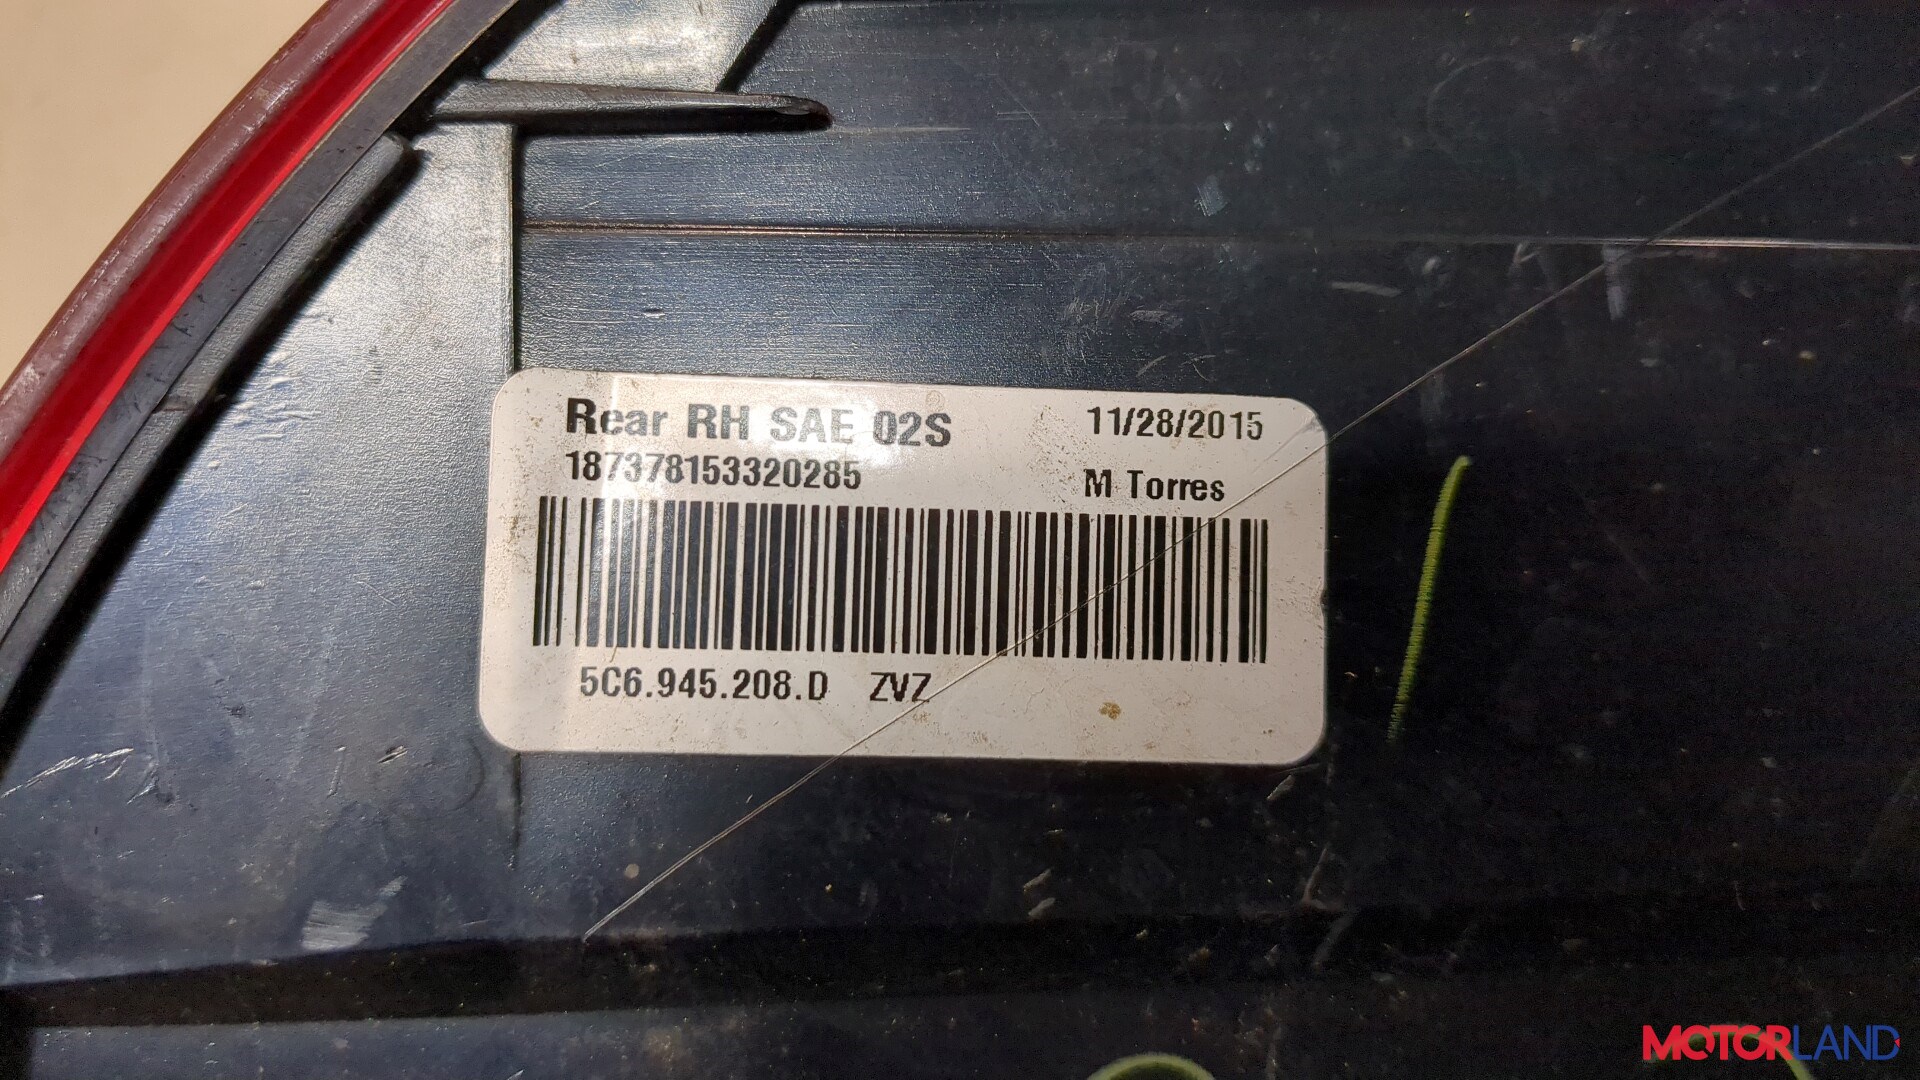 Rear RH SAE 02S 11/28/2015
187378153320285 M Torres
5C6.945.208.D ZVZ
MOTORLAND